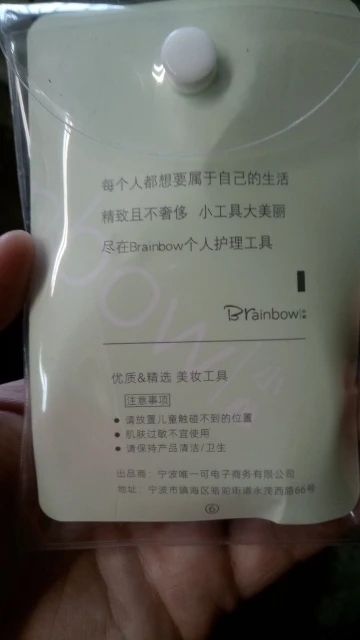 每个人都想要属于自己的生活
精致且不奢侈 小工具大美丽
尽在Brainbow个人护理工具
Brainbow
优质&精选 美妆工具
注意事项
● 请放置儿童触碰不到的位置
● 肌肤过敏不宜使用
● 请保持产品清洁/卫生
出品商：宁波唯一可电子商务有限公司
地址：宁波市镇海区骆驼街道永茂西路66号
⑥